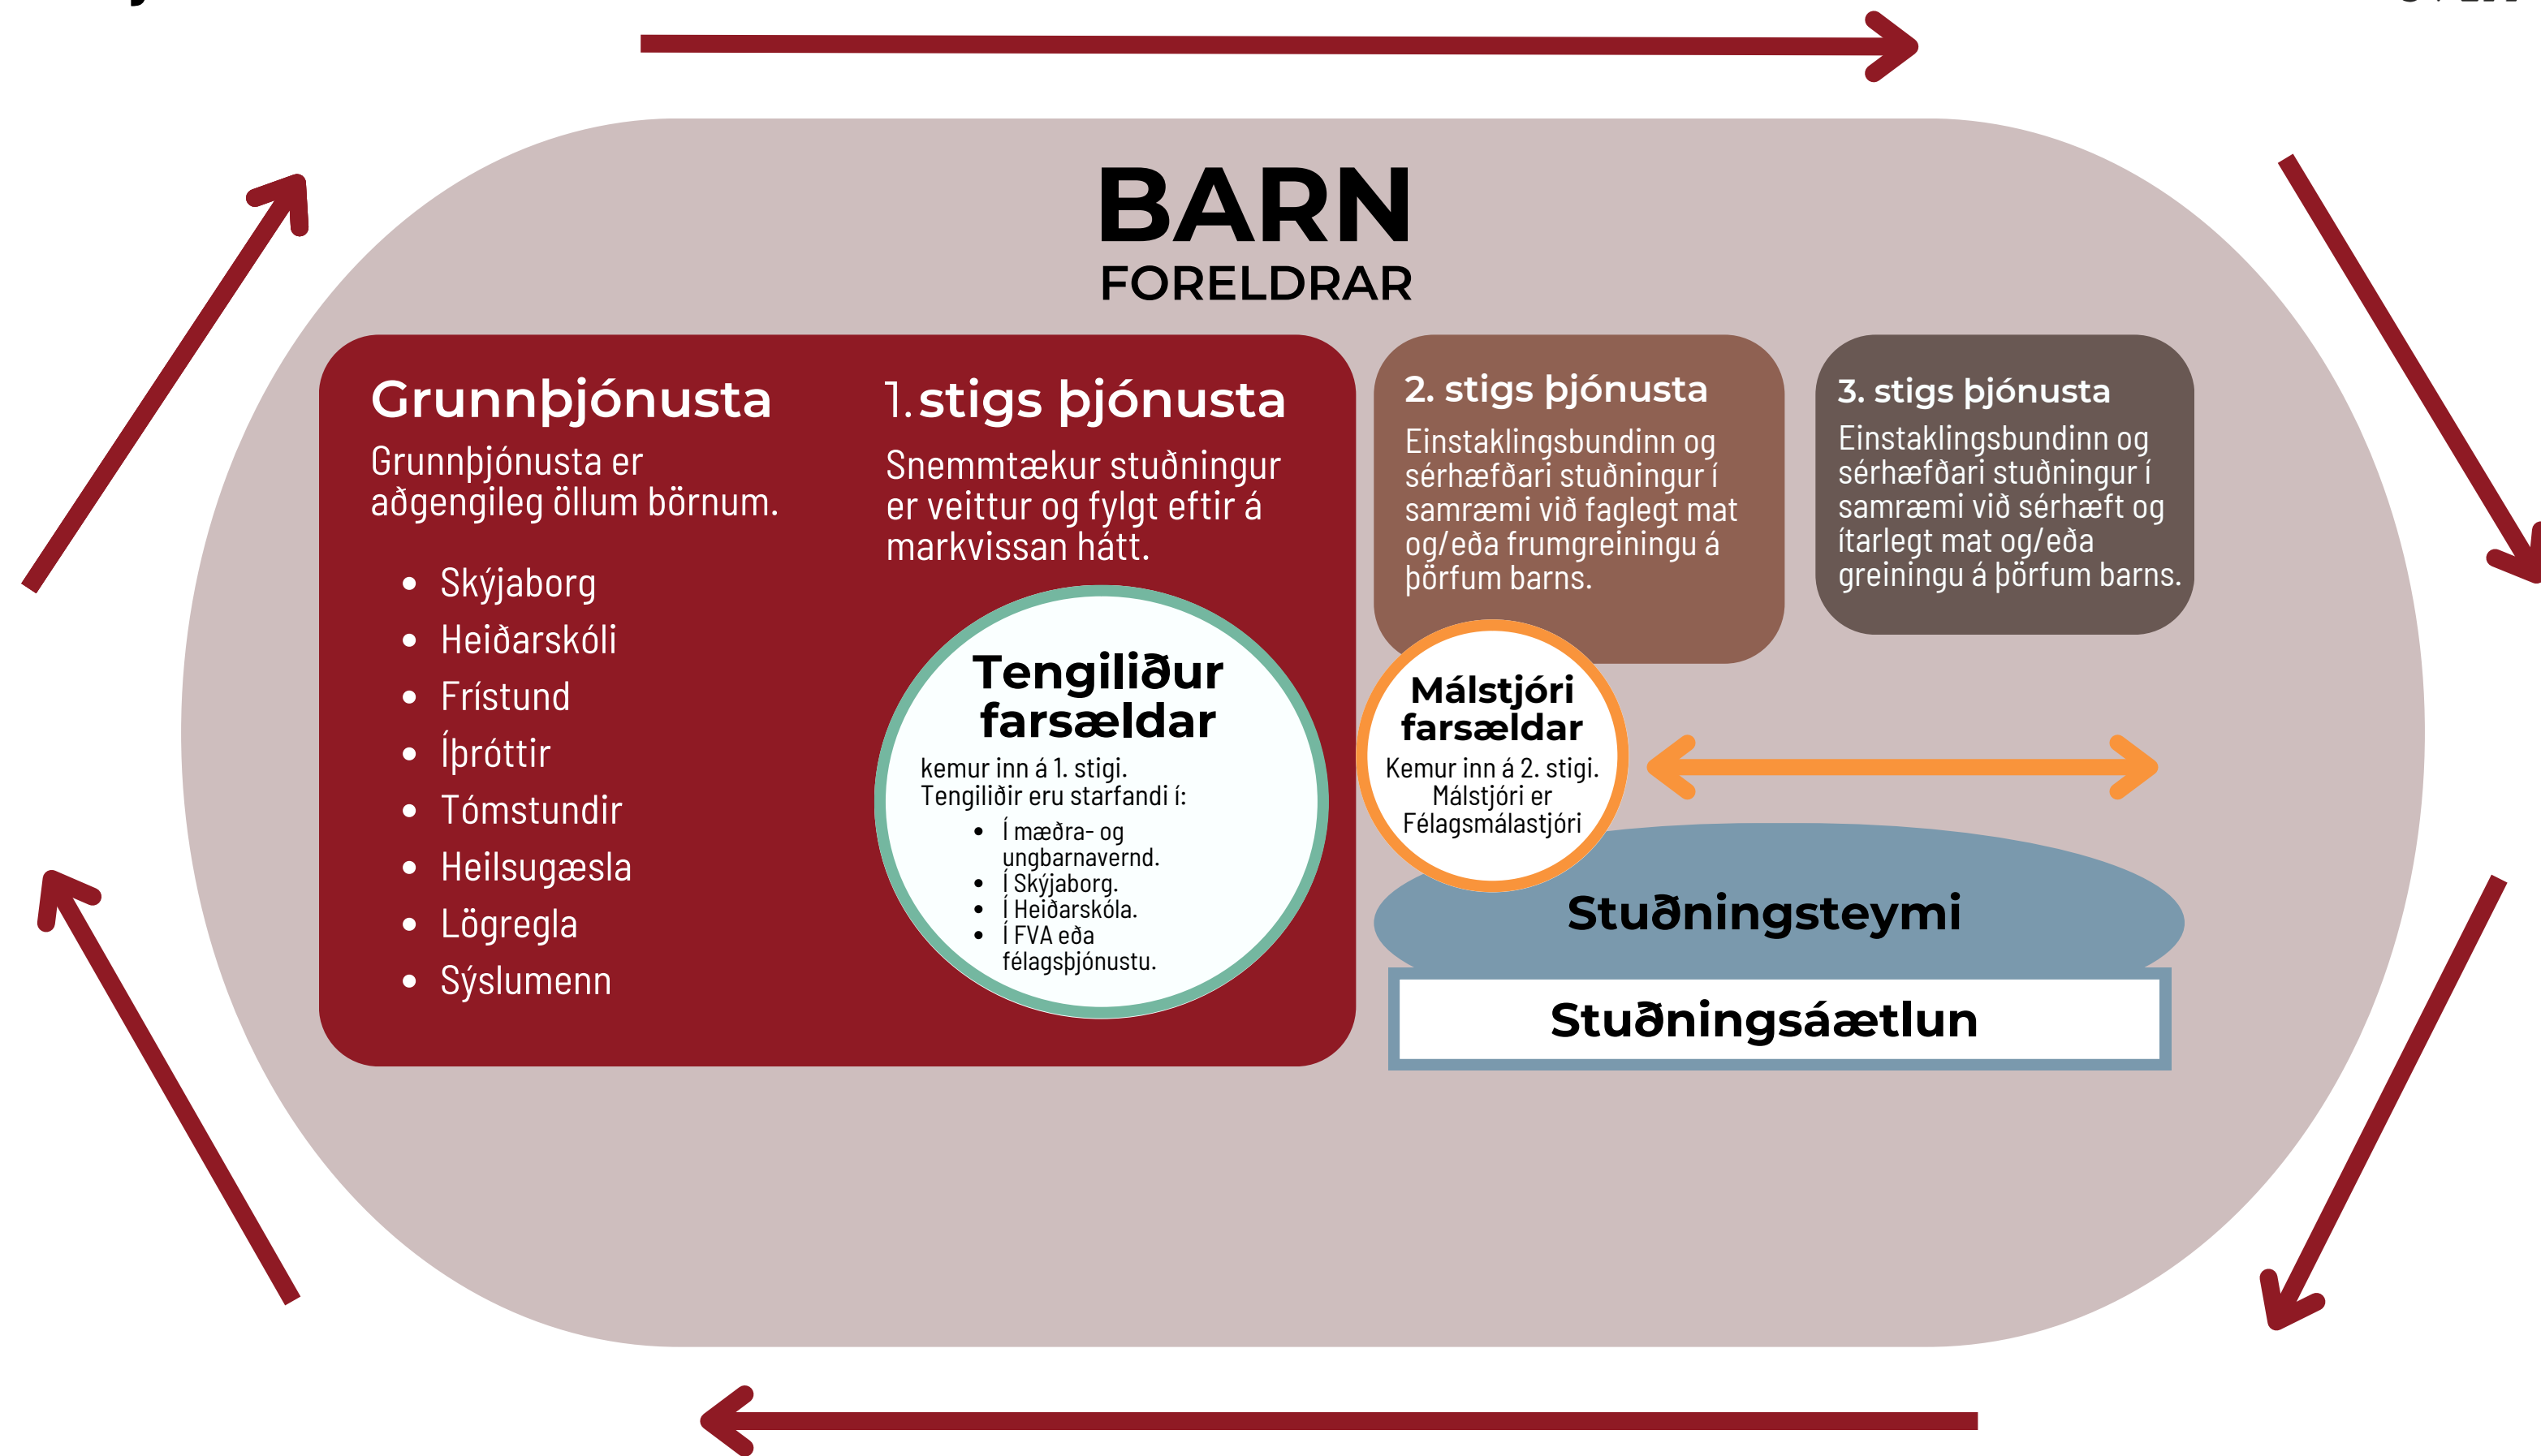 BARN
FORELDRAR
Grunnþjónusta
Grunnþjónusta er
aðgengileg öllum börnum.
Skýjaborg
Heiðarskóli
Frístund
Íþróttir
Tómstundir
Heilsugæsla
Lögregla
Sýslumenn
1. stigs þjónusta
Snemmtækur stuðningur
er veittur og fylgt eftir á
markvissan hátt.
Tengiliður
farsældar
kemur inn á 1. stigi.
Tengiliðir eru starfandi í:
Í mæðra- og
ungbarnavernd.
Í Skýjaborg.
Í Heiðarskóla.
Í FVA eða
félagsþjónustu.
2. stigs þjónusta
Einstaklingsbundinn og
sérhæfðari stuðningur í
samræmi við faglegt mat
og/eða frumgreiningu á
þörfum barns.
Málstjóri
farsældar
Kemur inn á 2. stigi.
Málstjóri er
Félagsmálastjóri
3. stigs þjónusta
Einstaklingsbundinn og
sérhæfðari stuðningur í
samræmi við sérhæft og
ítarlegt mat og/eða
greiningu á þörfum barns.
Stuðningsteymi
Stuðningsáætlun